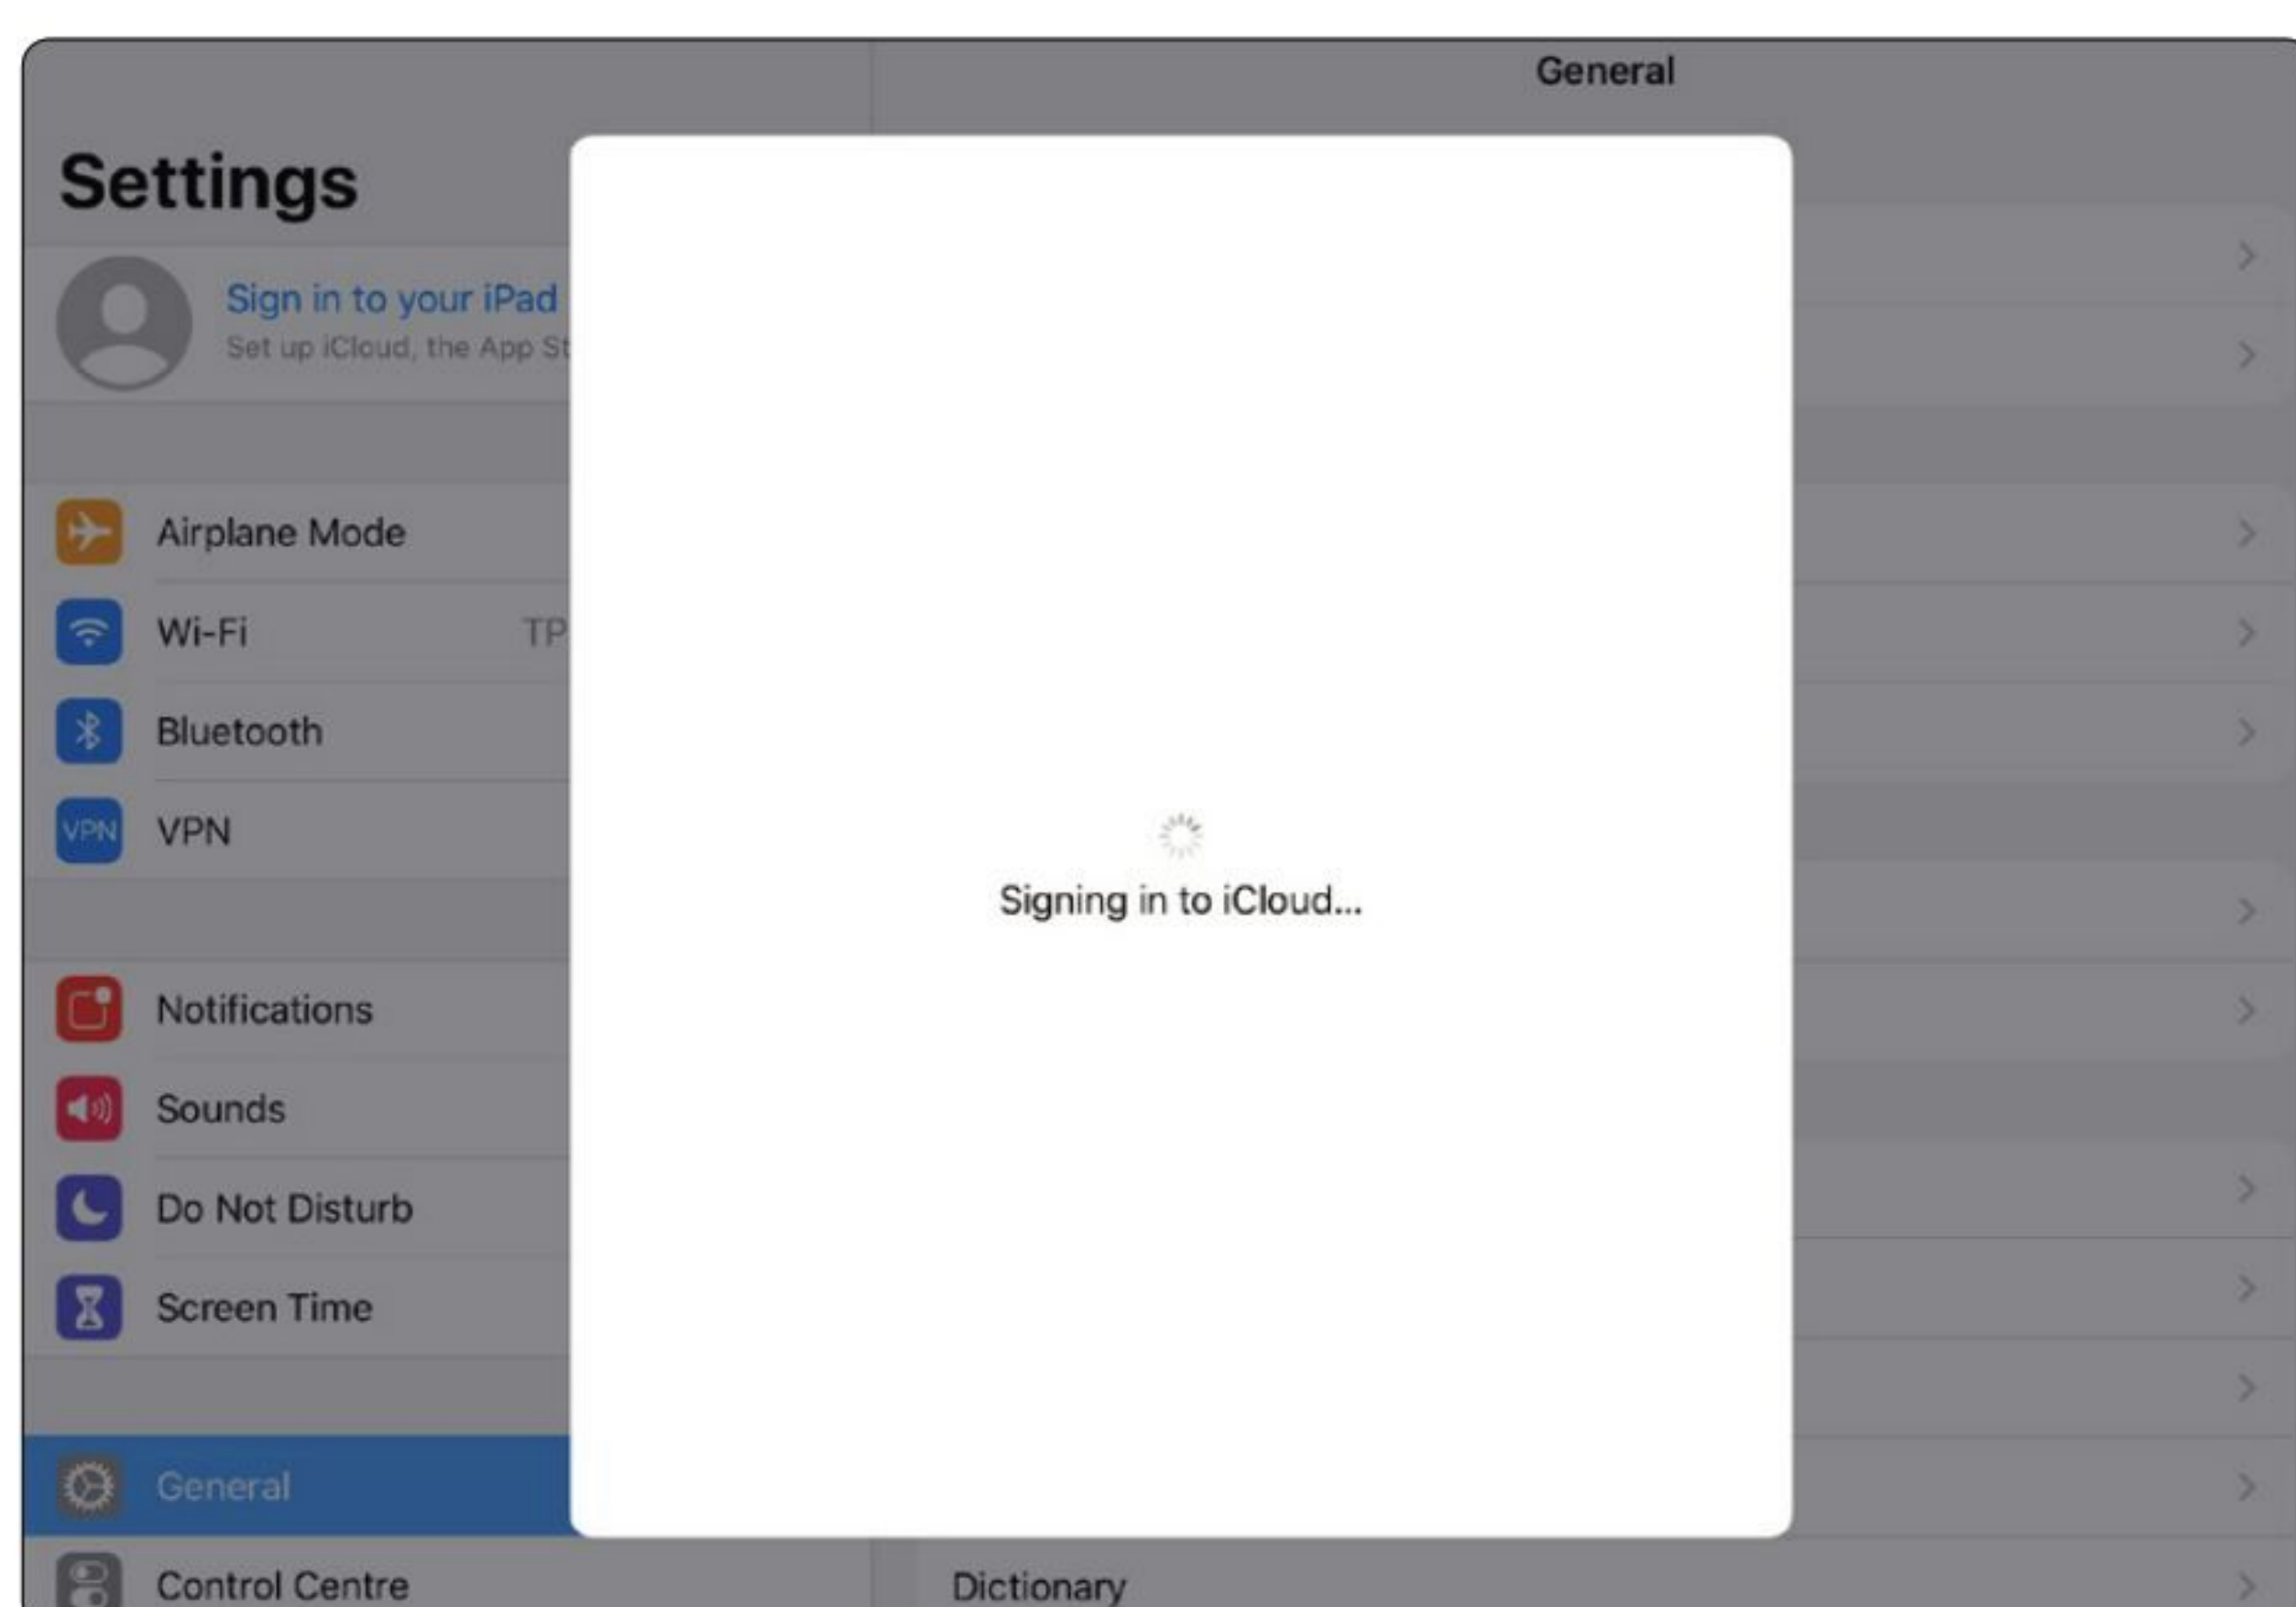 General
Settings
Sign in to your iPad
Set up iCloud, the App St
Airplane Mode
Wi-Fi TP
Bluetooth
VPN VPN
Signing in to iCloud...
Notifications
Sounds
Do Not Disturb
Screen Time
General
Control Centre
Dictionary